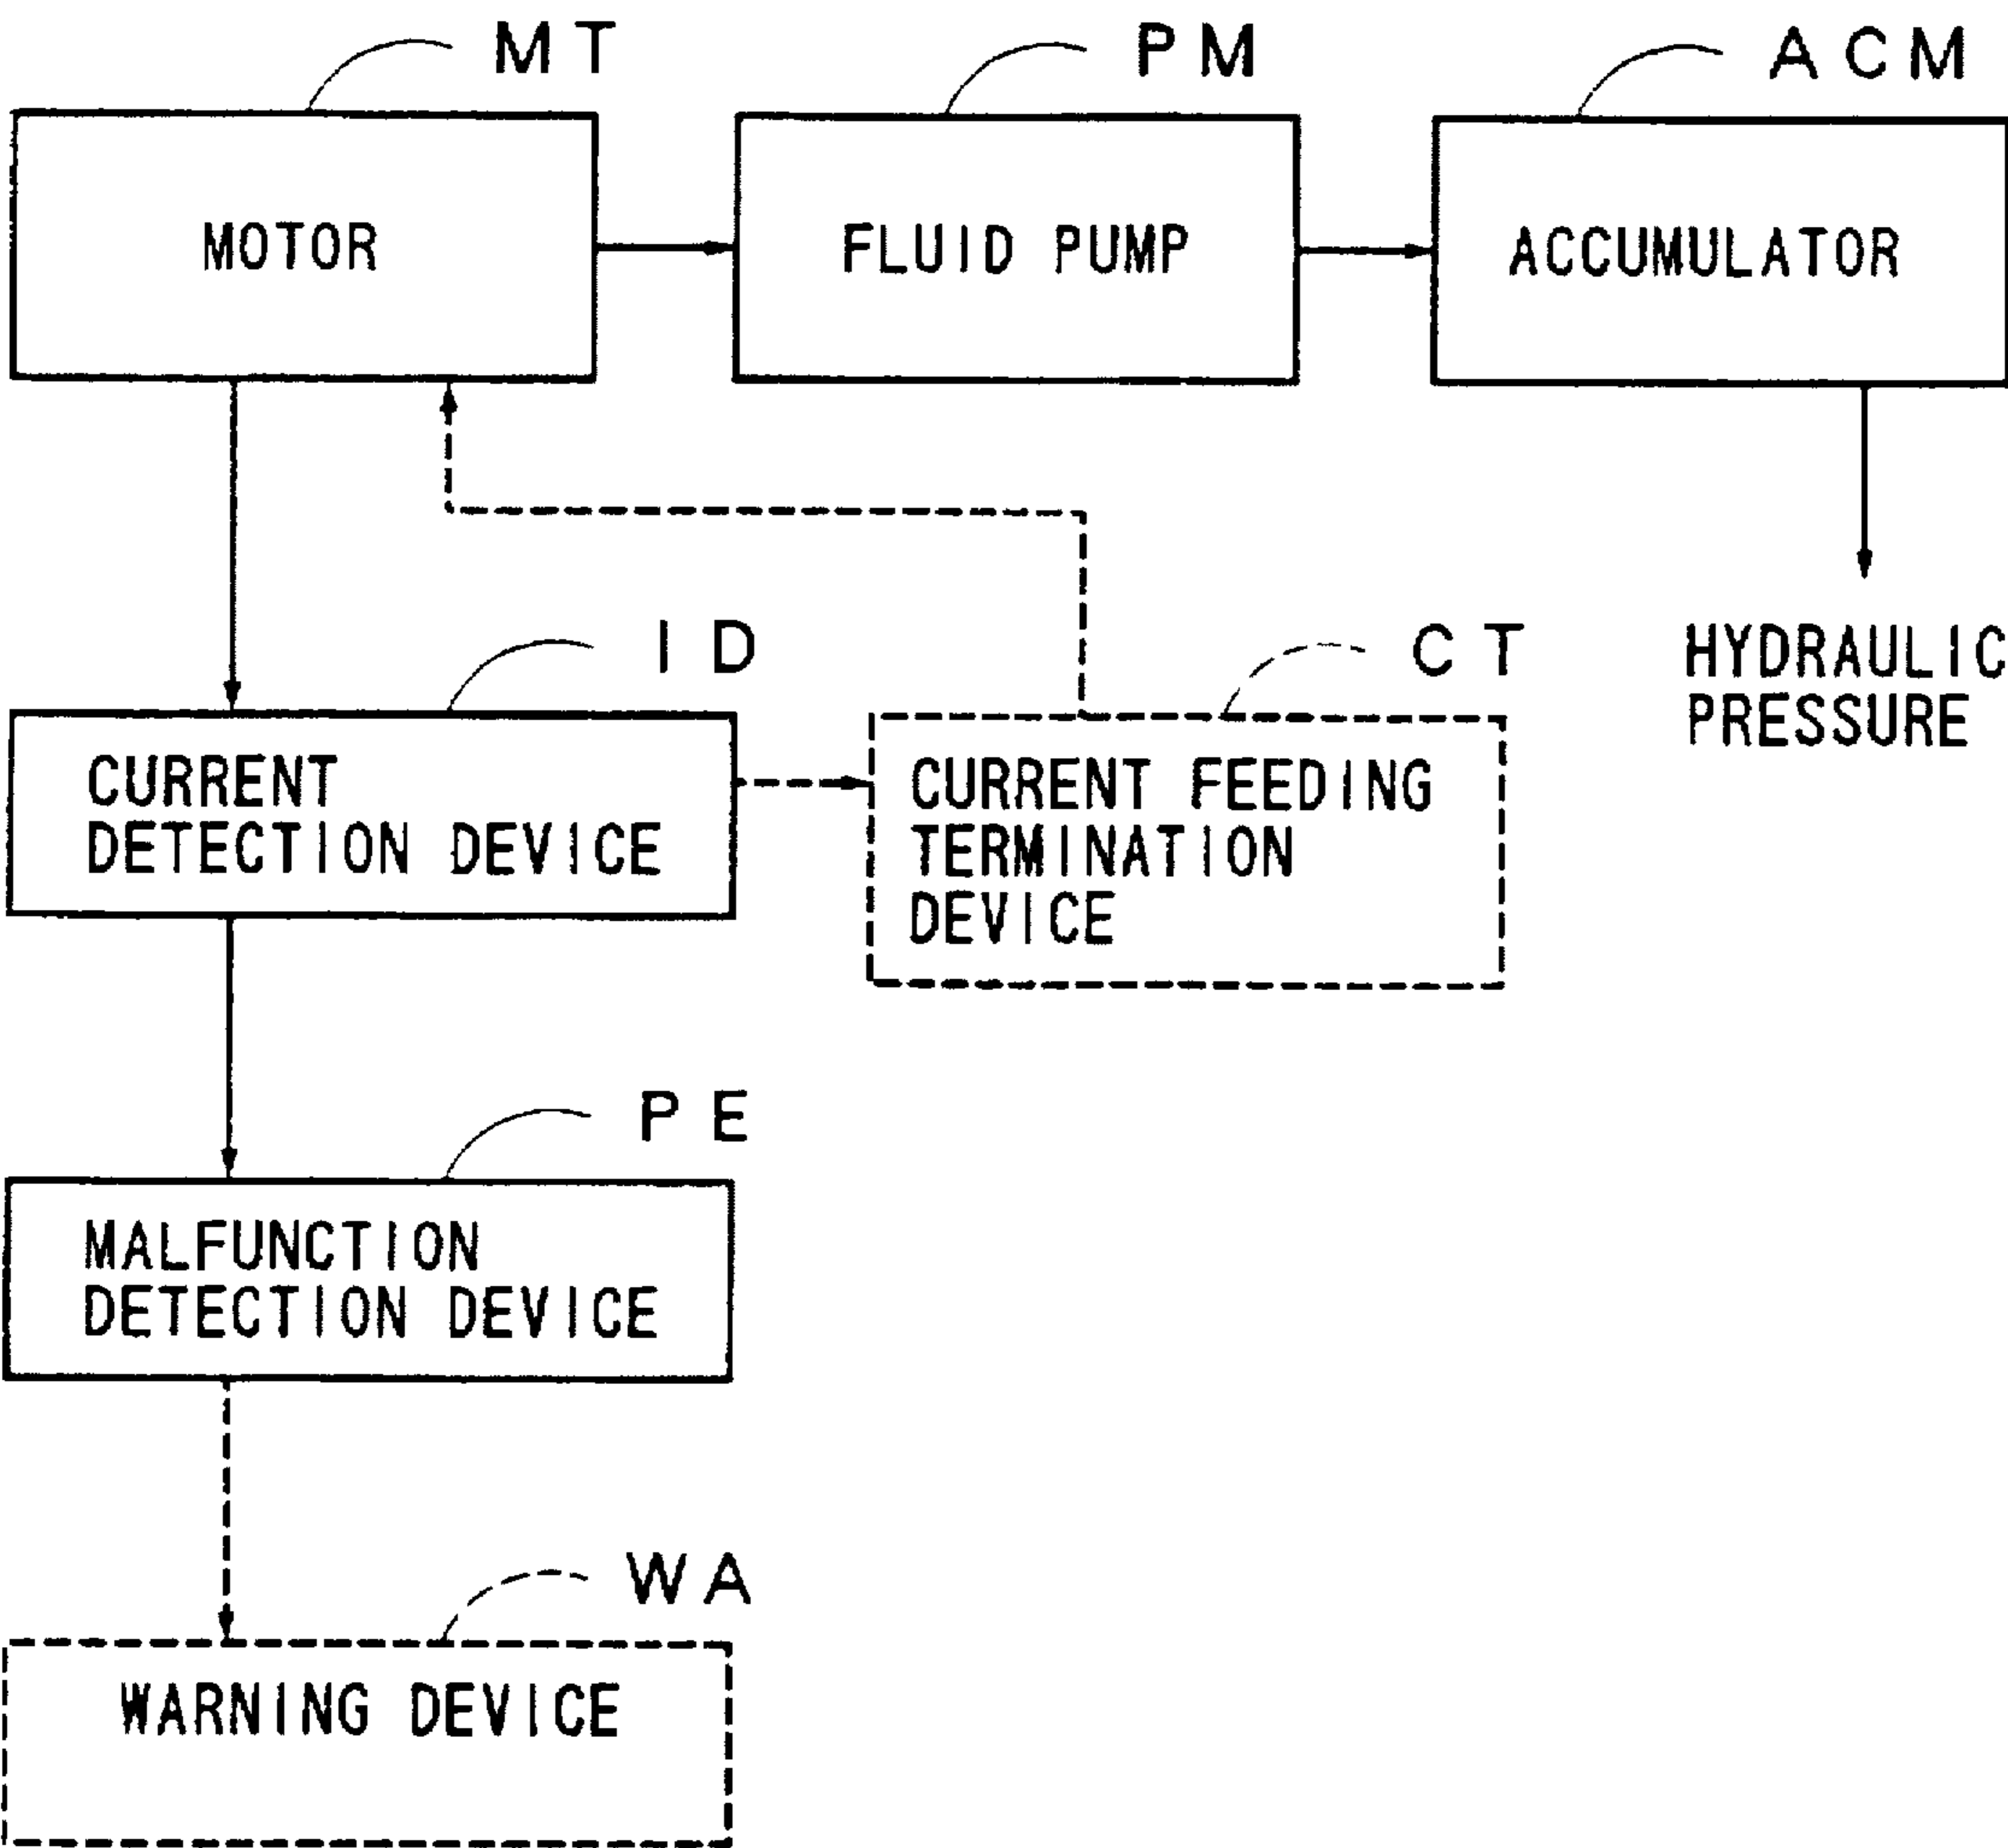 MT
PM
ACM
MOTOR
FLUID PUMP
ACCUMULATOR
ID
CT
HYDRAULIC
PRESSURE
CURRENT
DETECTION DEVICE
CURRENT FEEDING
TERMINATION
DEVICE
PE
MALFUNCTION
DETECTION DEVICE
WA
WARNING DEVICE